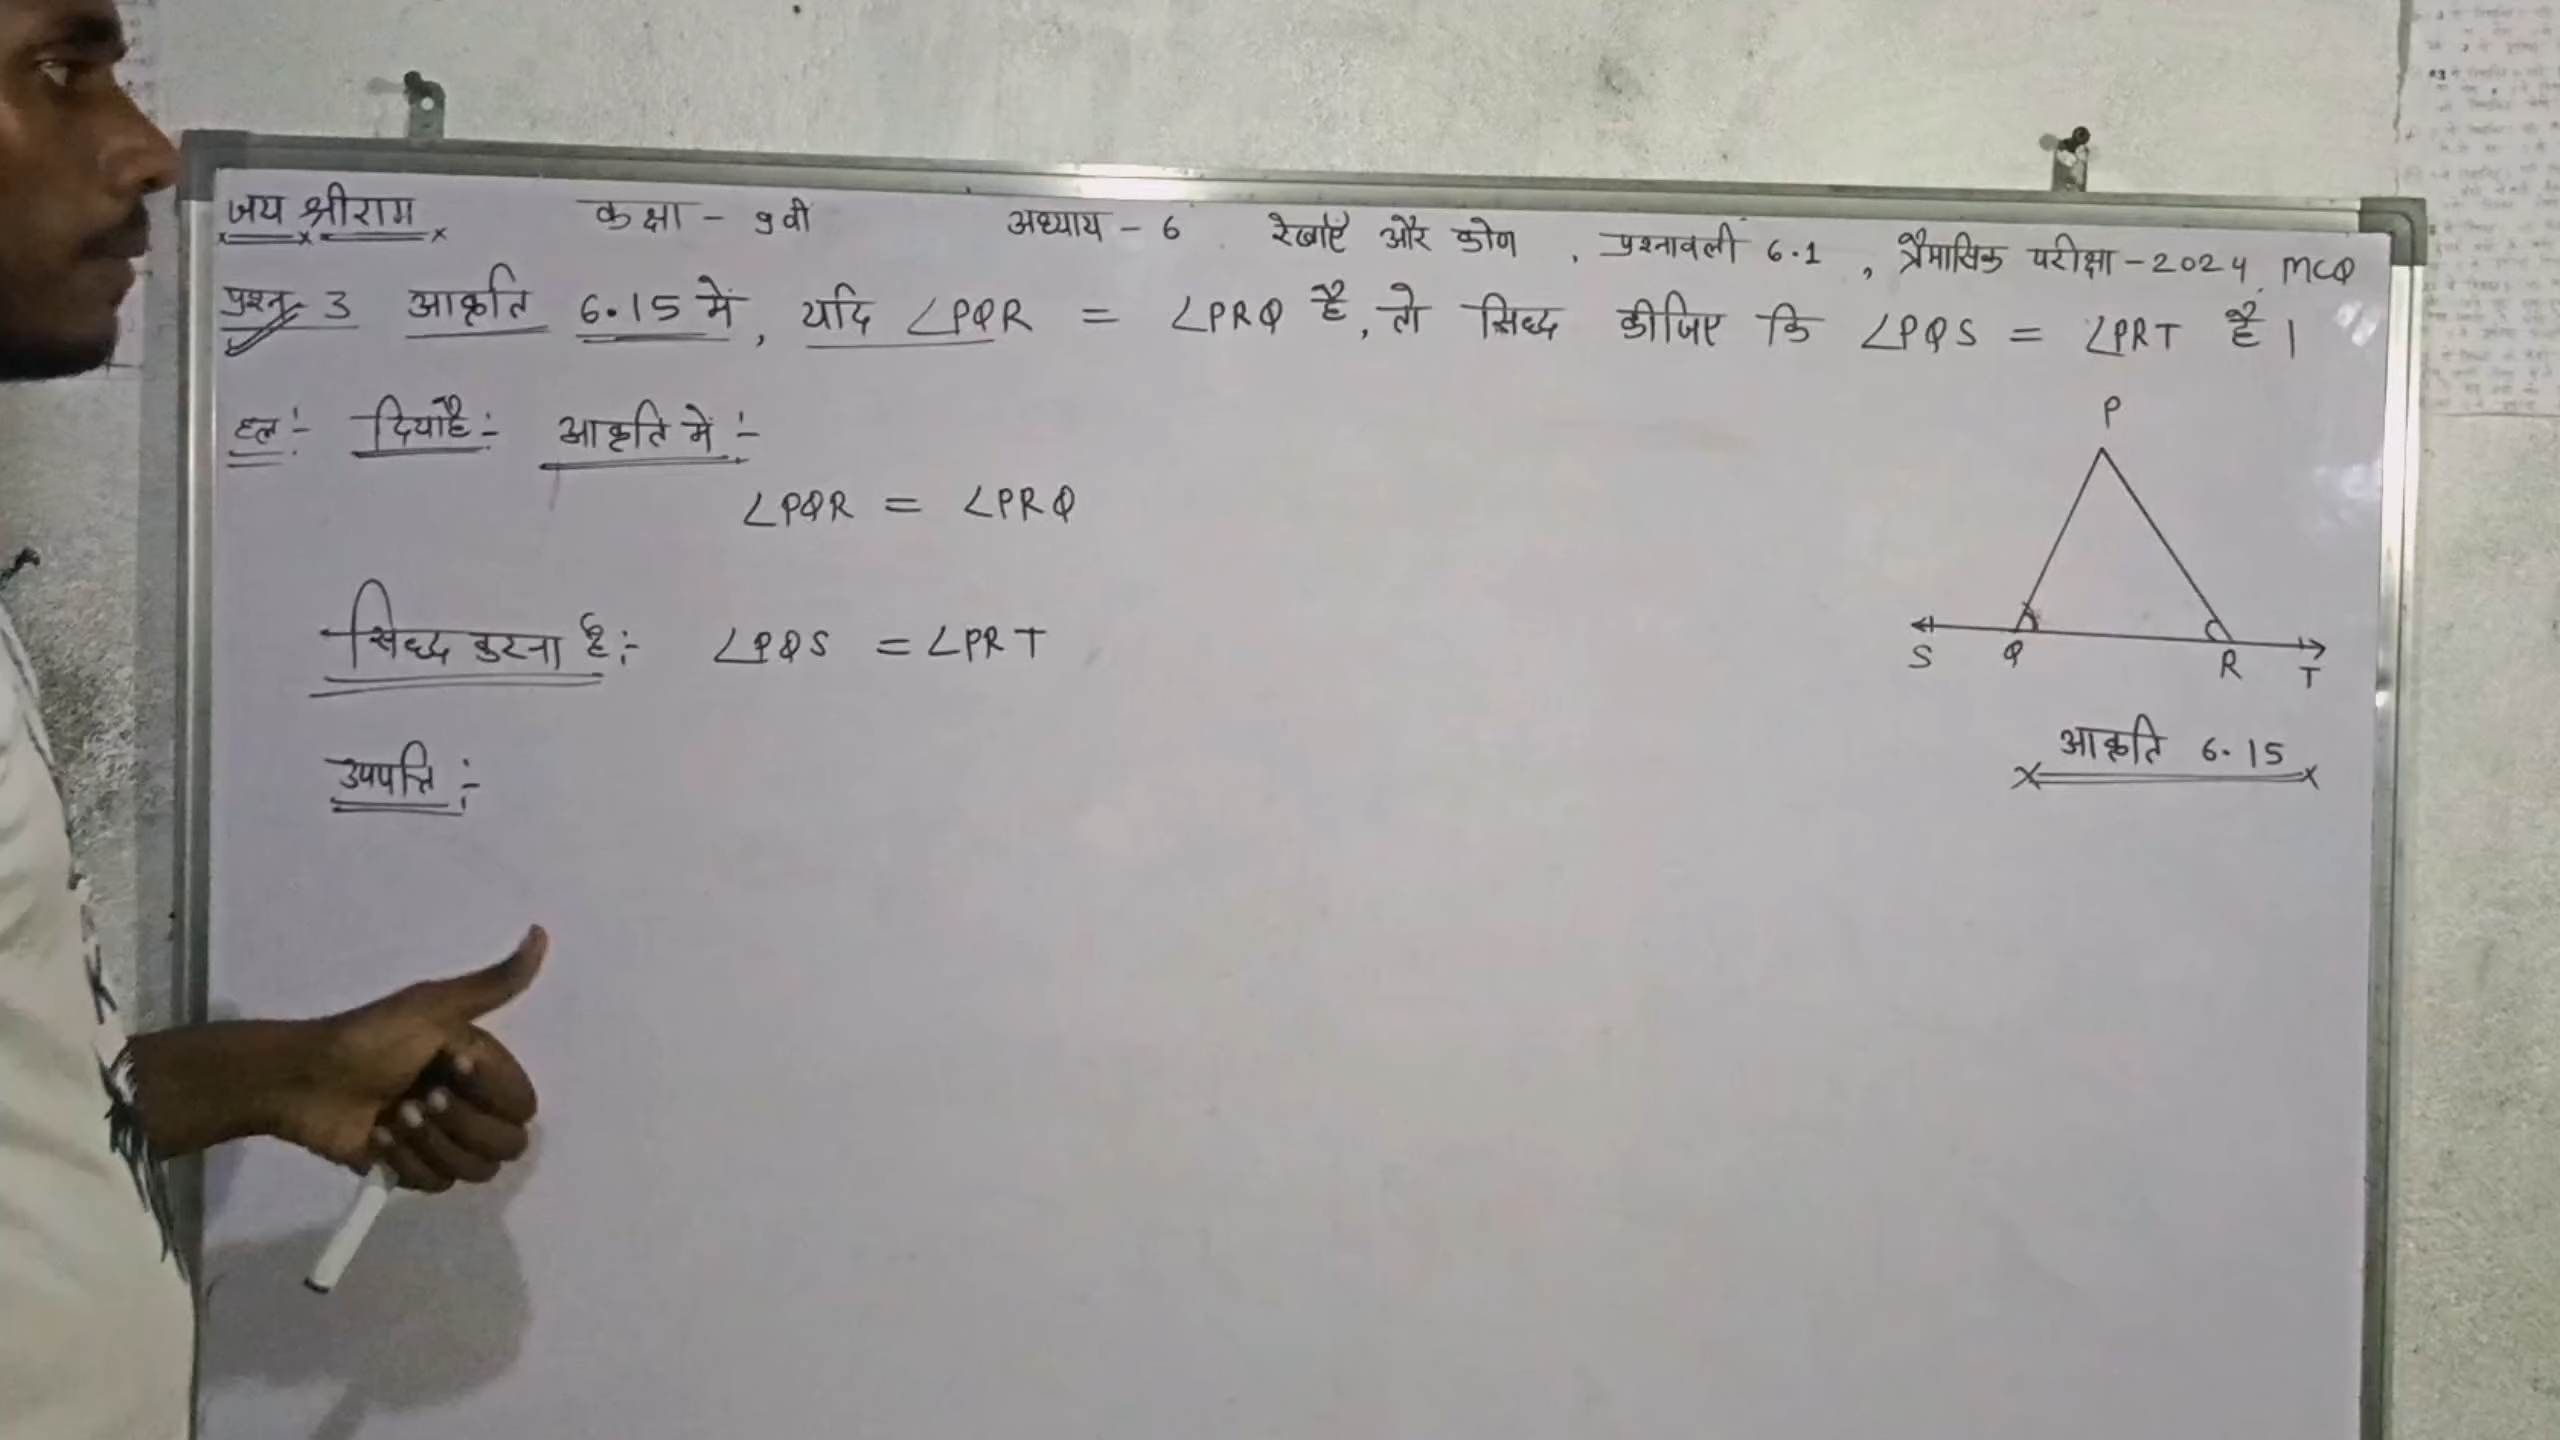 जय श्रीराम कक्षा - 9वी अध्याय - 6 रेखाएँ और कोण , प्रश्नावली 6.1 , त्रैमासिक परीक्षा - 2024 MCQ
प्रश्न- 3 आकृति 6.15 में, यदि ∠PQR = ∠PRQ है, तो सिद्ध कीजिए कि ∠PQS = ∠PRT है।
हल:- दिया है:- आकृति में:-
∠PQR = ∠PRQ
सिद्ध करना है:- ∠PQS = ∠PRT
उपपत्ति:-
P
S Q R T
आकृति 6.15